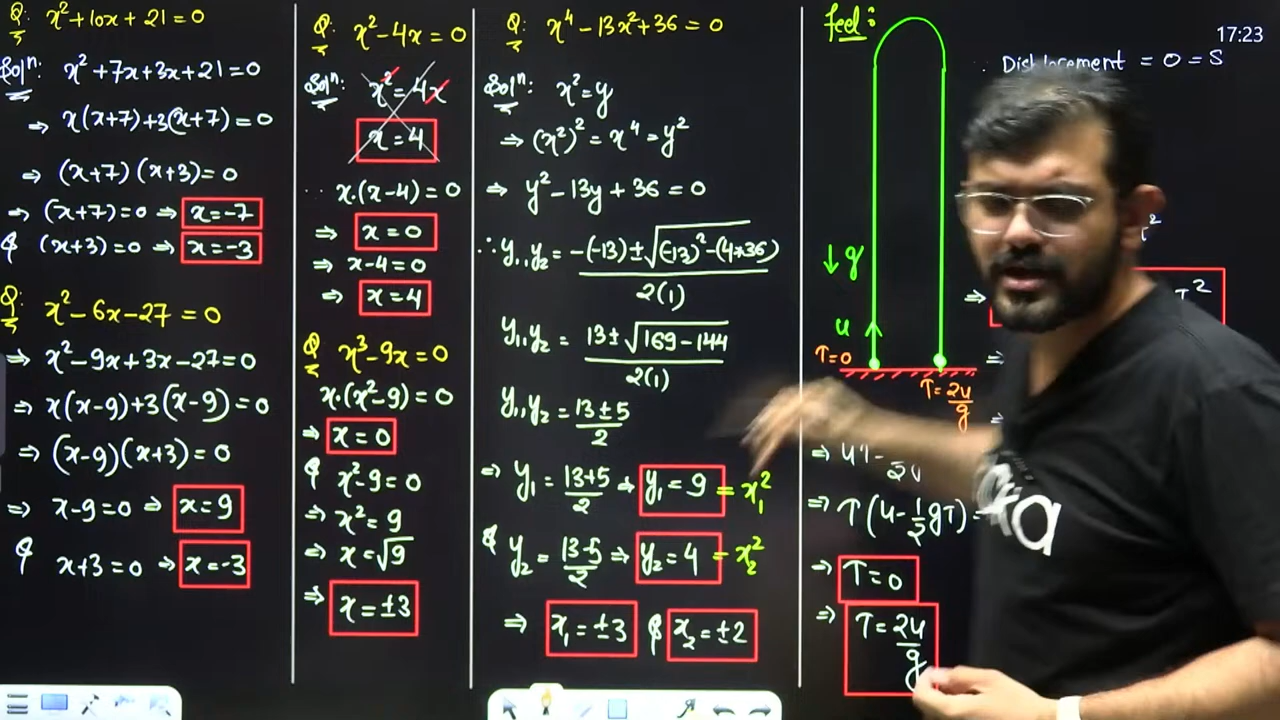 Q: x²+10x+21=0
Solⁿ: x²+7x+3x+21=0
⇒ x(x+7)+3(x+7)=0
⇒ (x+7)(x+3)=0
⇒ (x+7)=0 ⇒ x=-7
& (x+3)=0 ⇒ x=-3
Q: x²-6x-27=0
⇒ x²-9x+3x-27=0
⇒ x(x-9)+3(x-9)=0
⇒ (x-9)(x+3)=0
⇒ x-9=0 ⇒ x=9
& x+3=0 ⇒ x=-3
Q: x²-4x=0
Solⁿ: x²=4x
x=4
x.(x-4)=0
⇒ x=0
⇒ x-4=0
⇒ x=4
Q x³-9x=0
x.(x²-9)=0
⇒ x=0
& x²-9=0
⇒ x²=9
⇒ x=√9
⇒ x=±3
Q: x⁴-13x²+36=0
Solⁿ: x²=y
⇒ (x²)²=x⁴=y²
⇒ y²-13y+36=0
∴ y₁,y₂ = -(-13)±√(-13)²-(4*36)
2(1)
y₁,y₂ = 13±√169-144
2(1)
y₁,y₂ = 13±5
2
⇒ y₁ = 13+5/2 ⇒ y₁=9 = x₁²
& y₂ = 13-5/2 ⇒ y₂=4 = x₂²
⇒ x₁=±3 & x₂=±2
feel:
17:23
= 0 = S
↓g
u
T=0
T=2u/g
⇒ T(u-½gT)=
⇒ T=0
⇒ T=2u/g